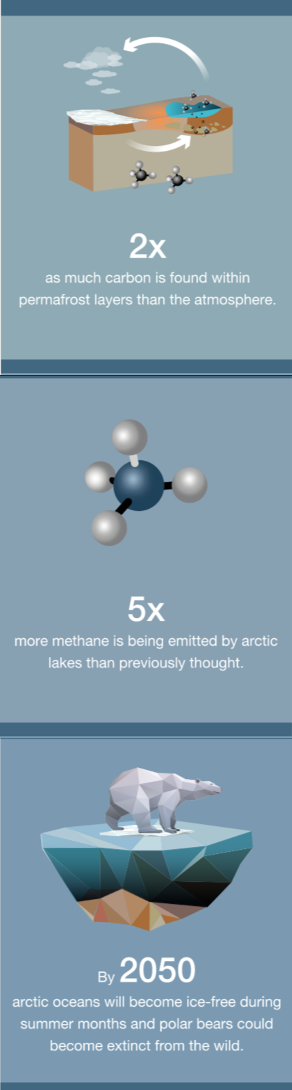 2x
as much carbon is found within
permafrost layers than the atmosphere.
5x
more methane is being emitted by arctic
lakes than previously thought.
By 2050
arctic oceans will become ice-free during
summer months and polar bears could
become extinct from the wild.